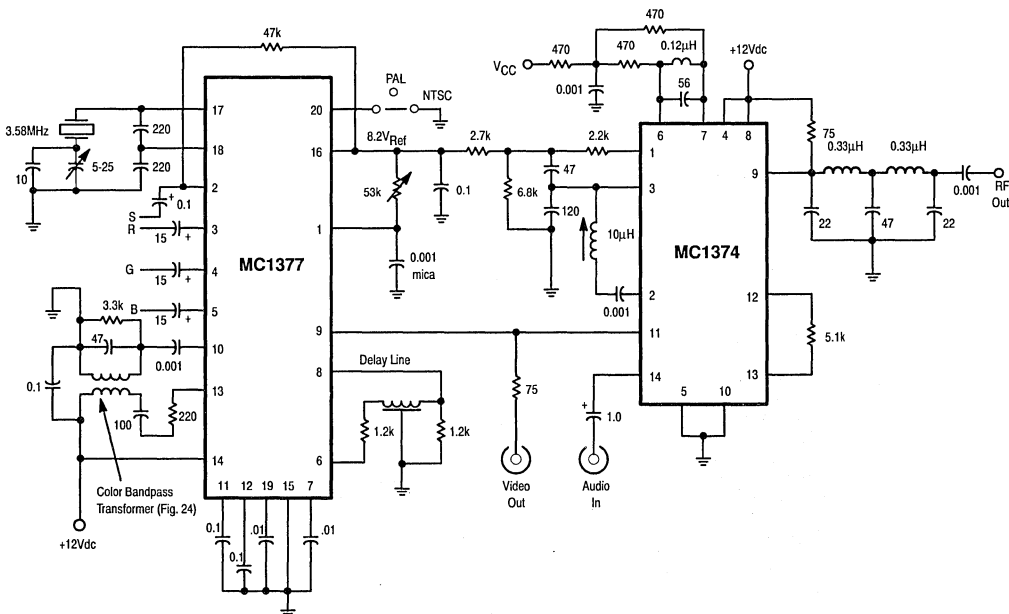 47k
470
470
470
0.12µH
+12Vdc
VCC
PAL
NTSC
0.001
56
17
20
6
7
4
8
3.58MHz
220
8.2VRef
2.7k
2.2k
75
0.33µH
0.33µH
18
16
1
9
5-25
220
47
10
2
53k
0.1
6.8k
3
0.001
RF
Out
+
0.1
S
R
120
22
47
22
15
+
3
1
10µH
MC1377
MC1374
G
15
+
4
0.001
mica
2
12
0.001
B
15
+
5
3.3k
9
11
5.1k
47
10
Delay Line
0.001
8
14
13
0.1
13
75
+
1.0
5
10
100
220
1.2k
1.2k
14
6
Color Bandpass
Transformer (Fig. 24)
11
12
19
15
7
Video
Out
Audio
In
0.1
0.1
.01
.01
+12Vdc